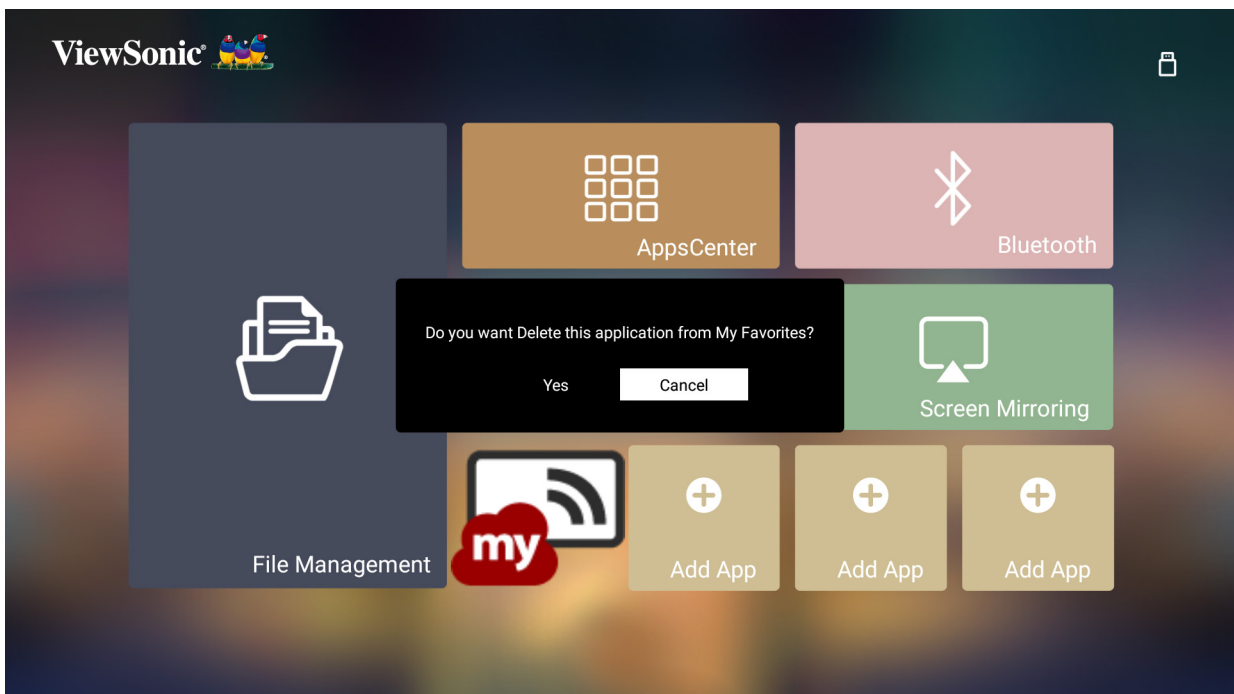 ViewSonic®
AppsCenter
Bluetooth
Do you want Delete this application from My Favorites?
Yes
Cancel
Screen Mirroring
my
File Management
Add App
Add App
Add App